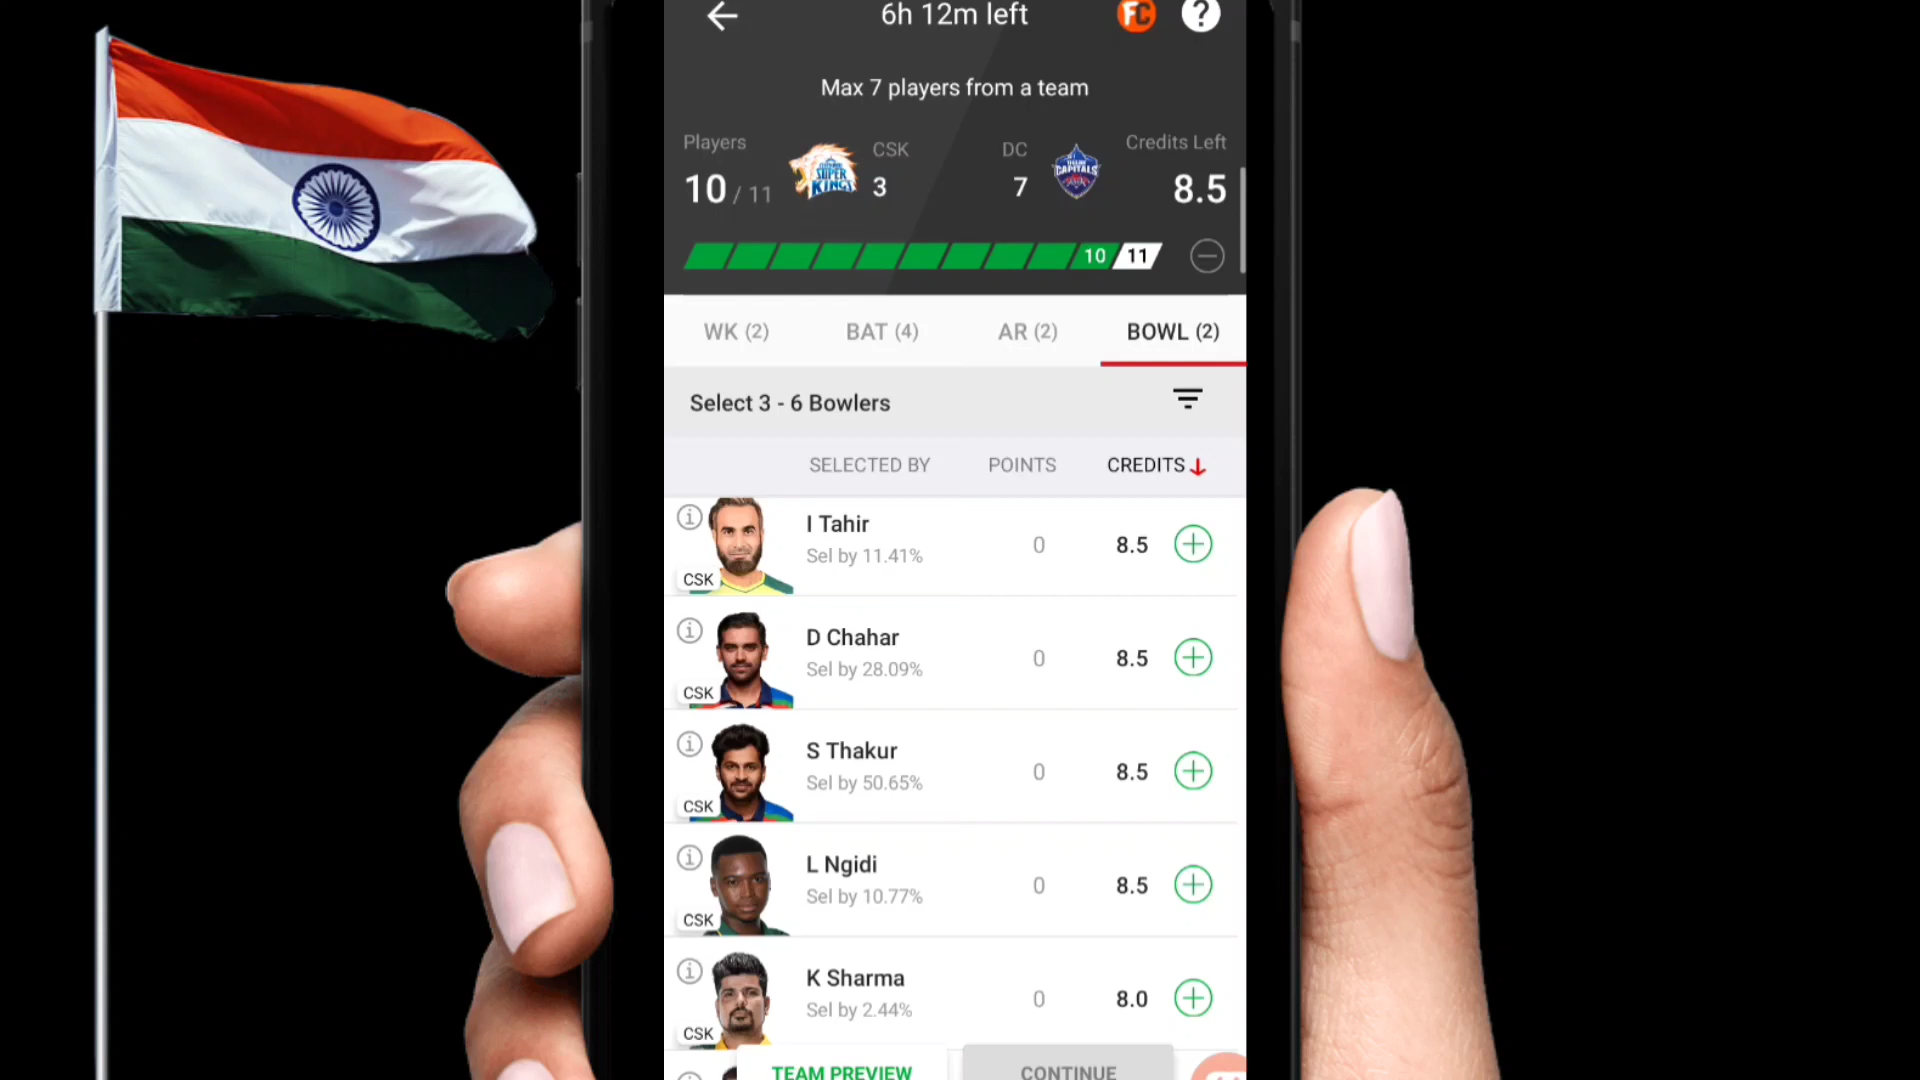 6h 12m left
FC
?
Max 7 players from a team
Players
10 / 11
SUPER KINGS
CSK
3
DC
7
CAPITALS
Credits Left
8.5
10
11
WK (2)
BAT (4)
AR (2)
BOWL (2)
Select 3 - 6 Bowlers
SELECTED BY
POINTS
CREDITS
I Tahir
Sel by 11.41%
CSK
0
8.5
D Chahar
Sel by 28.09%
CSK
0
8.5
S Thakur
Sel by 50.65%
CSK
0
8.5
L Ngidi
Sel by 10.77%
CSK
0
8.5
K Sharma
Sel by 2.44%
CSK
0
8.0
TEAM PREVIEW
CONTINUE